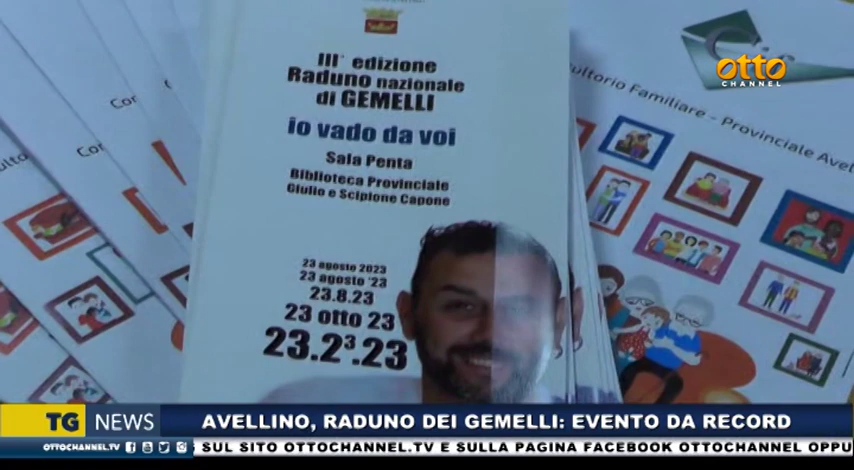 III° edizione
Raduno nazionale
di GEMELLI
io vado da voi
Sala Penta
Biblioteca Provinciale
Giulio e Scipione Capone
23 agosto 2023
23 agosto '23
23.8.23
23 otto 23
23.2³.23
otto
CHANNEL
Familiare - Provinciale
TG NEWS
AVELLINO, RADUNO DEI GEMELLI: EVENTO DA RECORD
OTTOCHANNEL.TV
SUL SITO OTTOCHANNEL.TV E SULLA PAGINA FACEBOOK OTTOCHANNEL OPPU